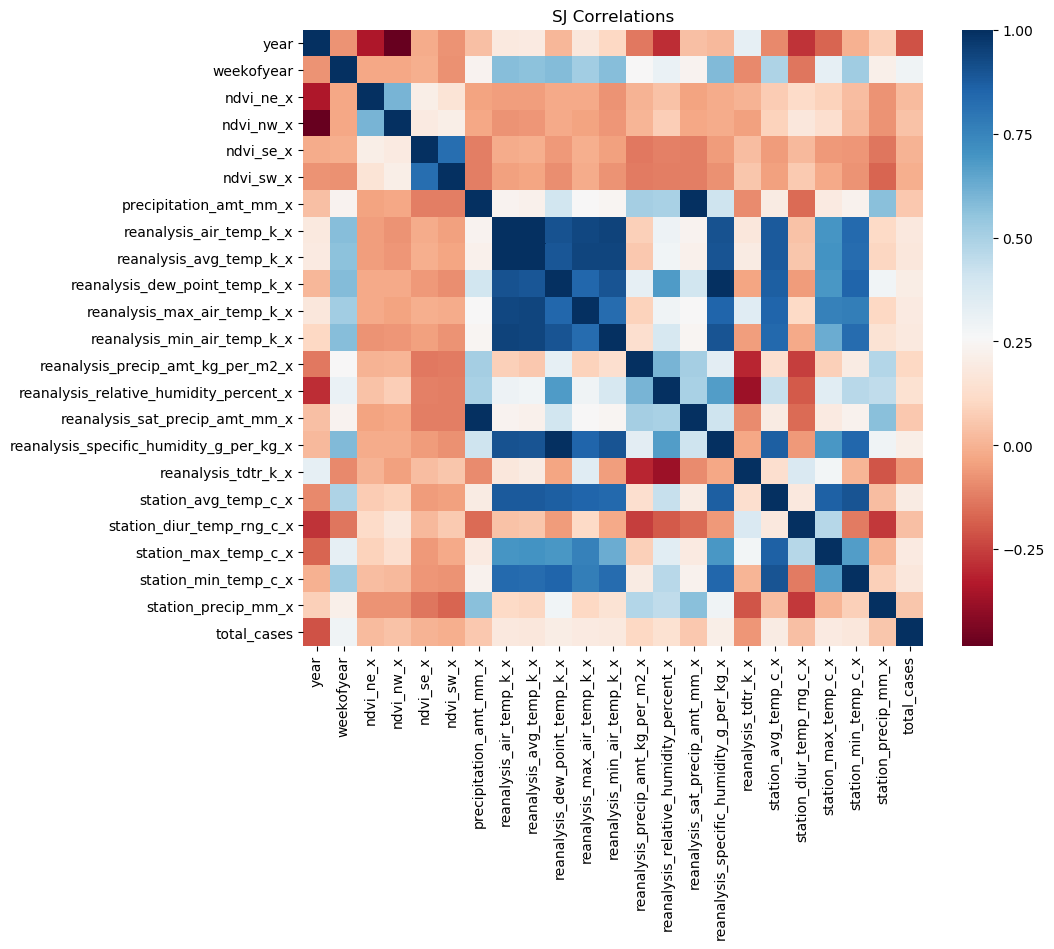 SJ Correlations
year
weekofyear
ndvi_ne_x
ndvi_nw_x
ndvi_se_x
ndvi_sw_x
precipitation_amt_mm_x
reanalysis_air_temp_k_x
reanalysis_avg_temp_k_x
reanalysis_dew_point_temp_k_x
reanalysis_max_air_temp_k_x
reanalysis_min_air_temp_k_x
reanalysis_precip_amt_kg_per_m2_x
reanalysis_relative_humidity_percent_x
reanalysis_sat_precip_amt_mm_x
reanalysis_specific_humidity_g_per_kg_x
reanalysis_tdtr_k_x
station_avg_temp_c_x
station_diur_temp_rng_c_x
station_max_temp_c_x
station_min_temp_c_x
station_precip_mm_x
total_cases
year
weekofyear
ndvi_ne_x
ndvi_nw_x
ndvi_se_x
ndvi_sw_x
precipitation_amt_mm_x
reanalysis_air_temp_k_x
reanalysis_avg_temp_k_x
reanalysis_dew_point_temp_k_x
reanalysis_max_air_temp_k_x
reanalysis_min_air_temp_k_x
reanalysis_precip_amt_kg_per_m2_x
reanalysis_relative_humidity_percent_x
reanalysis_sat_precip_amt_mm_x
reanalysis_specific_humidity_g_per_kg_x
reanalysis_tdtr_k_x
station_avg_temp_c_x
station_diur_temp_rng_c_x
station_max_temp_c_x
station_min_temp_c_x
station_precip_mm_x
total_cases
1.00
0.75
0.50
0.25
0.00
−0.25